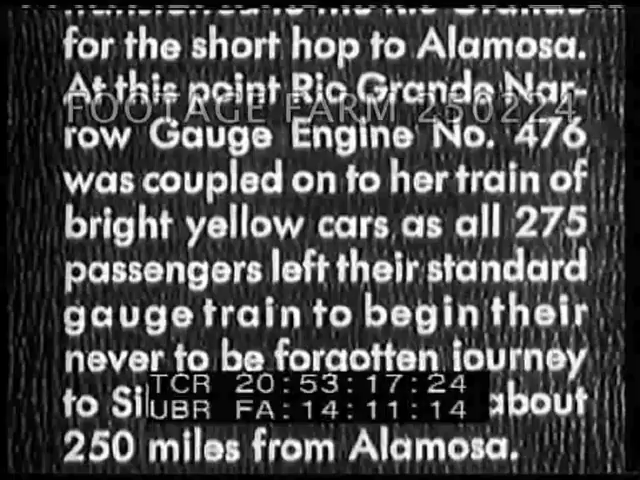 for the short hop to Alamosa.
At this point Rio Grande Nar-
FOOTAGE FARM 250224
row Gauge Engine No. 476
was coupled on to her train of
bright yellow cars as all 275
passengers left their standard
gauge train to begin their
never to be forgotten journey
TCR 20:53:17:24
to Sil about
UBR FA:14:11:14
250 miles from Alamosa.